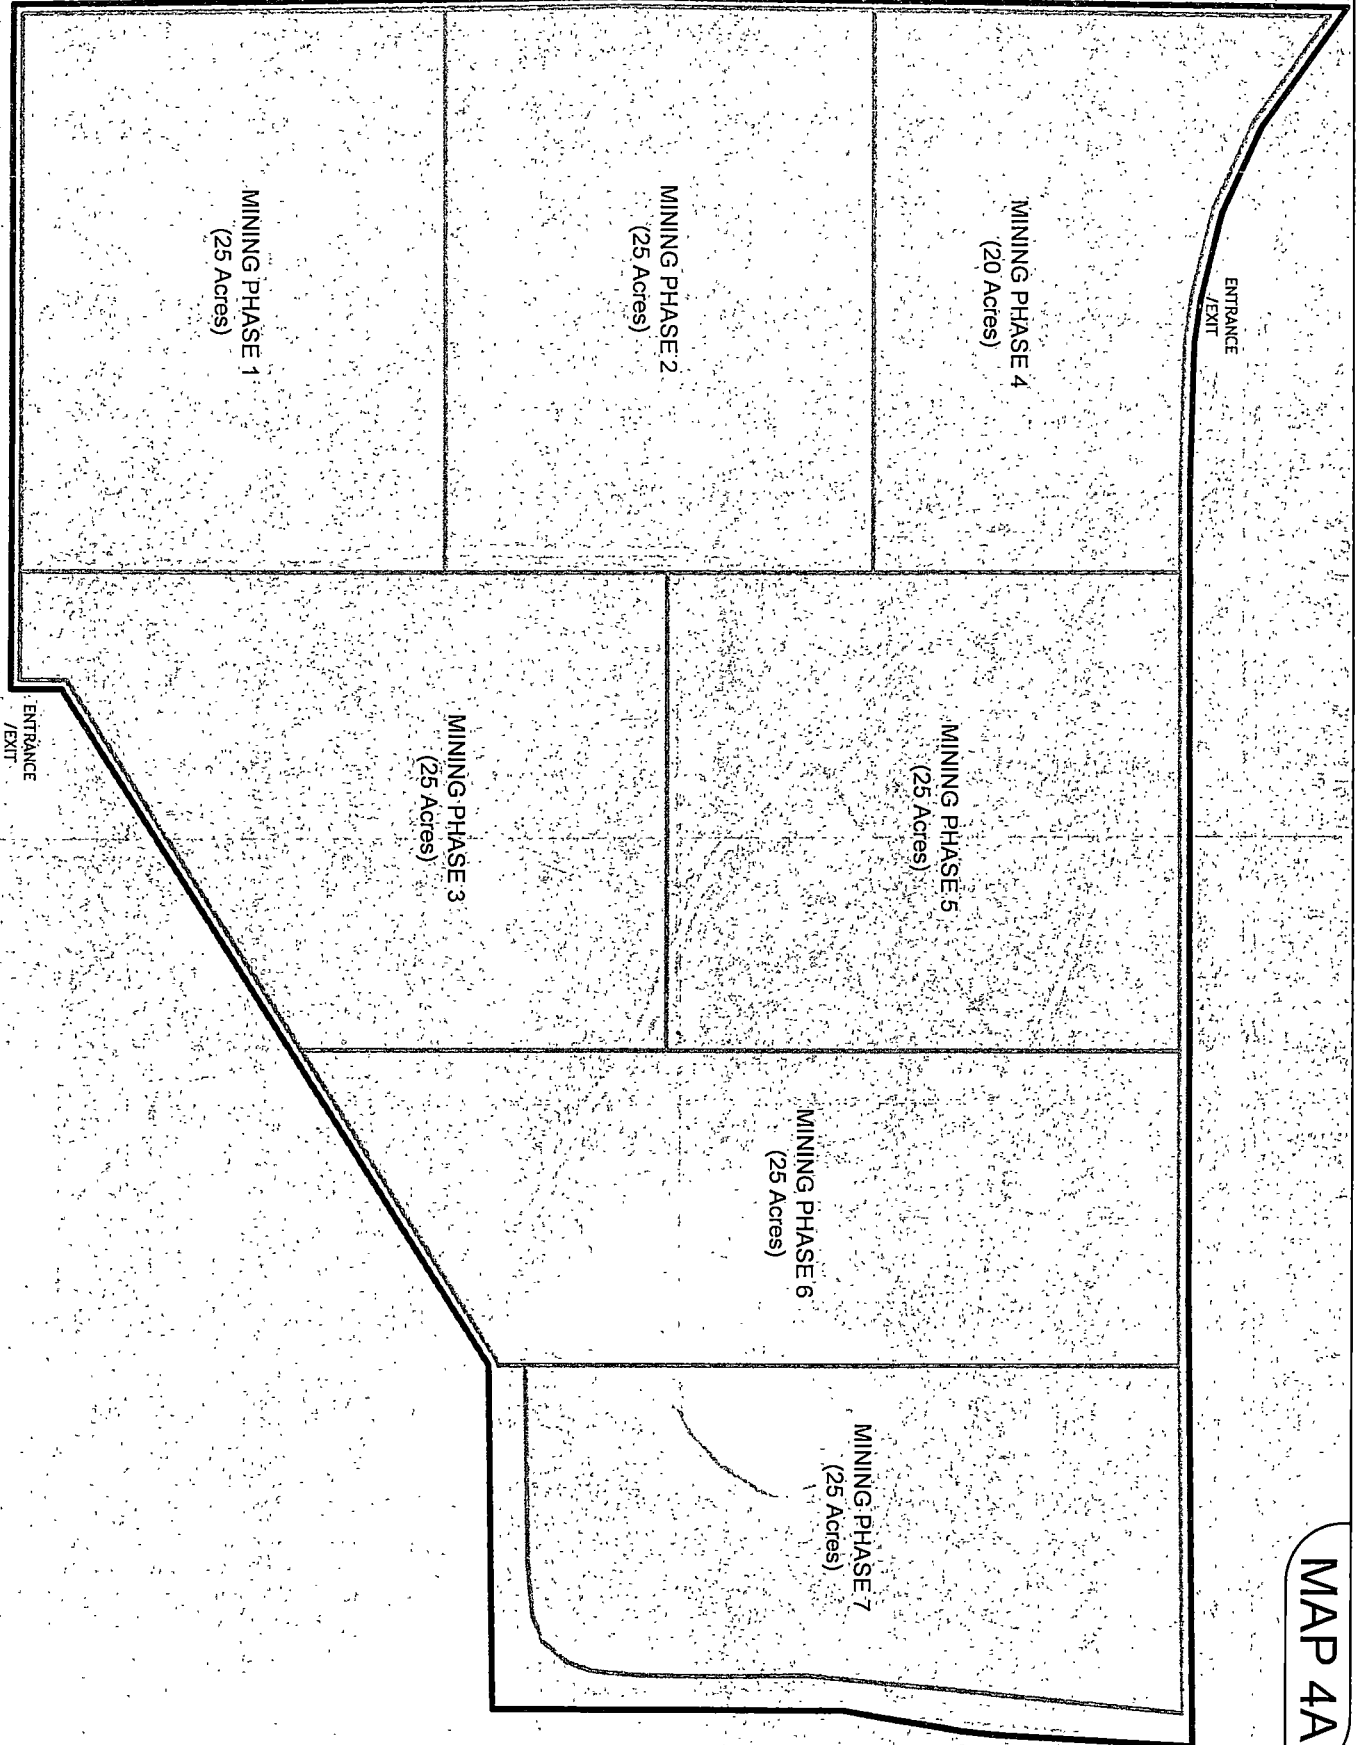 MAP 4A
ENTRANCE
/EXIT
MINING PHASE 4
(20 Acres)
MINING PHASE 5
(25 Acres)
MINING PHASE 7
(25 Acres)
MINING PHASE 6
(25 Acres)
MINING PHASE 2
(25 Acres)
MINING PHASE 3
(25 Acres)
MINING PHASE 1
(25 Acres)
ENTRANCE
/EXIT